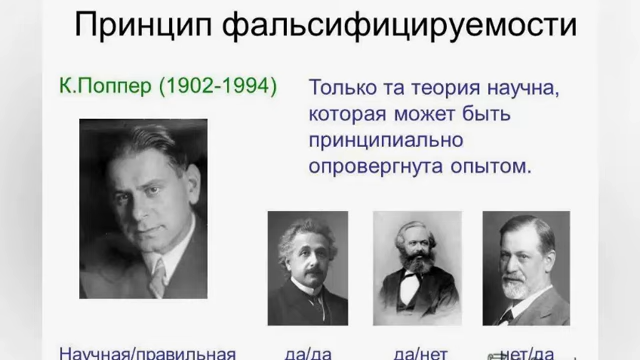 Принцип фальсифицируемости
К.Поппер (1902-1994)
Только та теория научна,
которая может быть
принципиально
опровергнута опытом.
Научная/правильная да/да да/нет нет/да